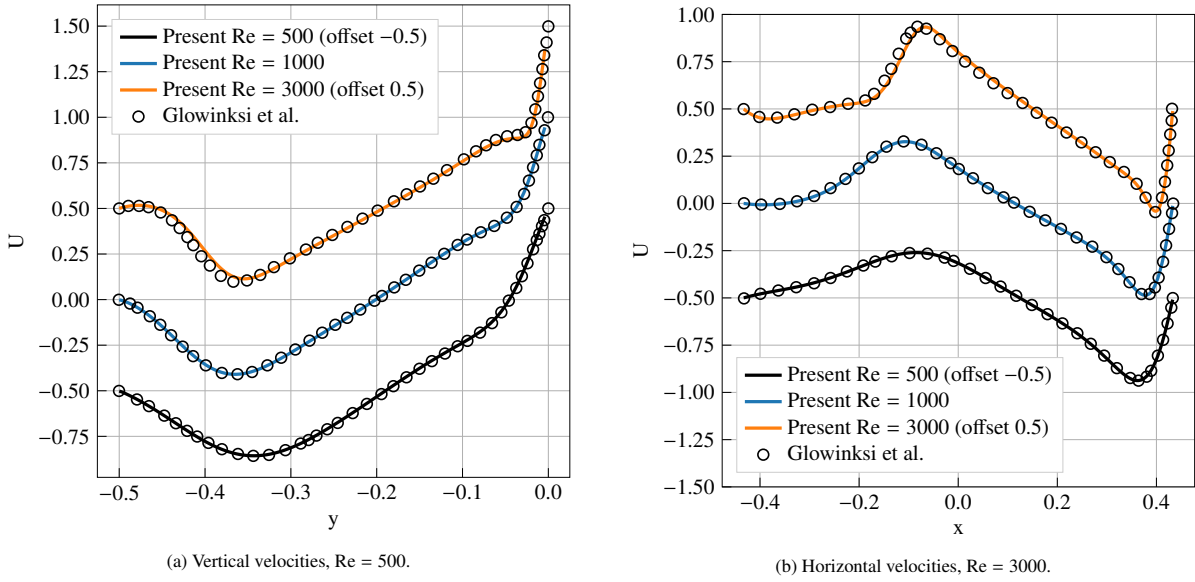 1.50
1.25
1.00
0.75
0.50
0.25
0.00
−0.25
−0.50
−0.75
U
Present Re = 500 (offset −0.5)
Present Re = 1000
Present Re = 3000 (offset 0.5)
Glowinksi et al.
−0.5 −0.4 −0.3 −0.2 −0.1 0.0
y
(a) Vertical velocities, Re = 500.
1.00
0.75
0.50
0.25
0.00
−0.25
−0.50
−0.75
−1.00
−1.25
−1.50
U
Present Re = 500 (offset −0.5)
Present Re = 1000
Present Re = 3000 (offset 0.5)
Glowinksi et al.
−0.4 −0.2 0.0 0.2 0.4
x
(b) Horizontal velocities, Re = 3000.